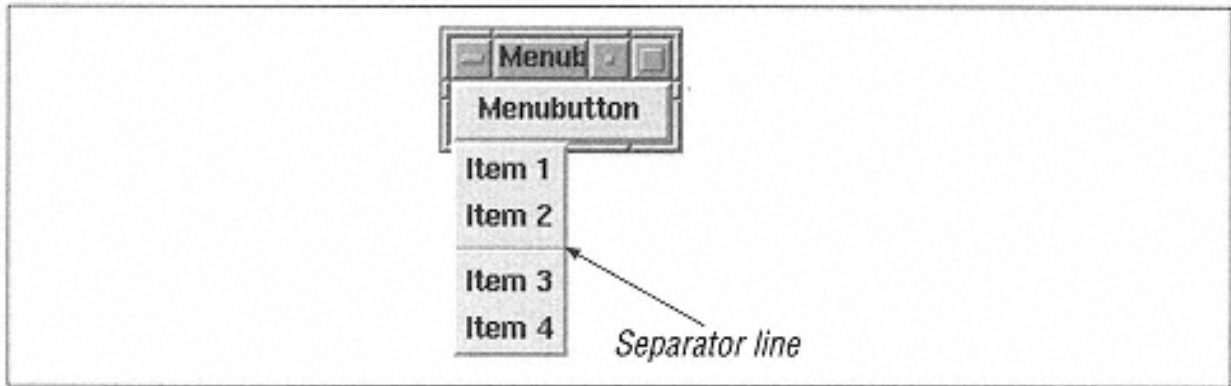 Menub
Menubutton
Item 1
Item 2
Item 3
Item 4
Separator line